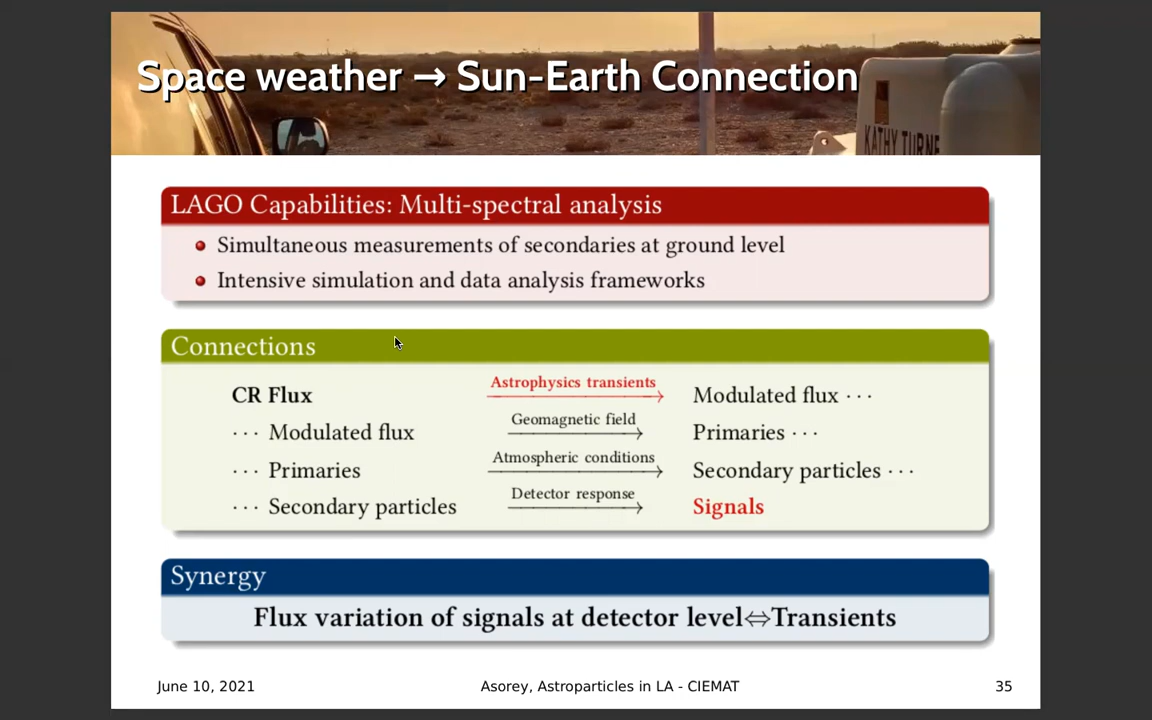 Space weather → Sun-Earth Connection
KATHY TURNE
LAGO Capabilities: Multi-spectral analysis
Simultaneous measurements of secondaries at ground level
Intensive simulation and data analysis frameworks
Connections
CR Flux Astrophysics transients Modulated flux · · ·
· · · Modulated flux Geomagnetic field Primaries · · ·
· · · Primaries Atmospheric conditions Secondary particles · · ·
· · · Secondary particles Detector response Signals
Synergy
Flux variation of signals at detector level⇔Transients
June 10, 2021 Asorey, Astroparticles in LA - CIEMAT 35